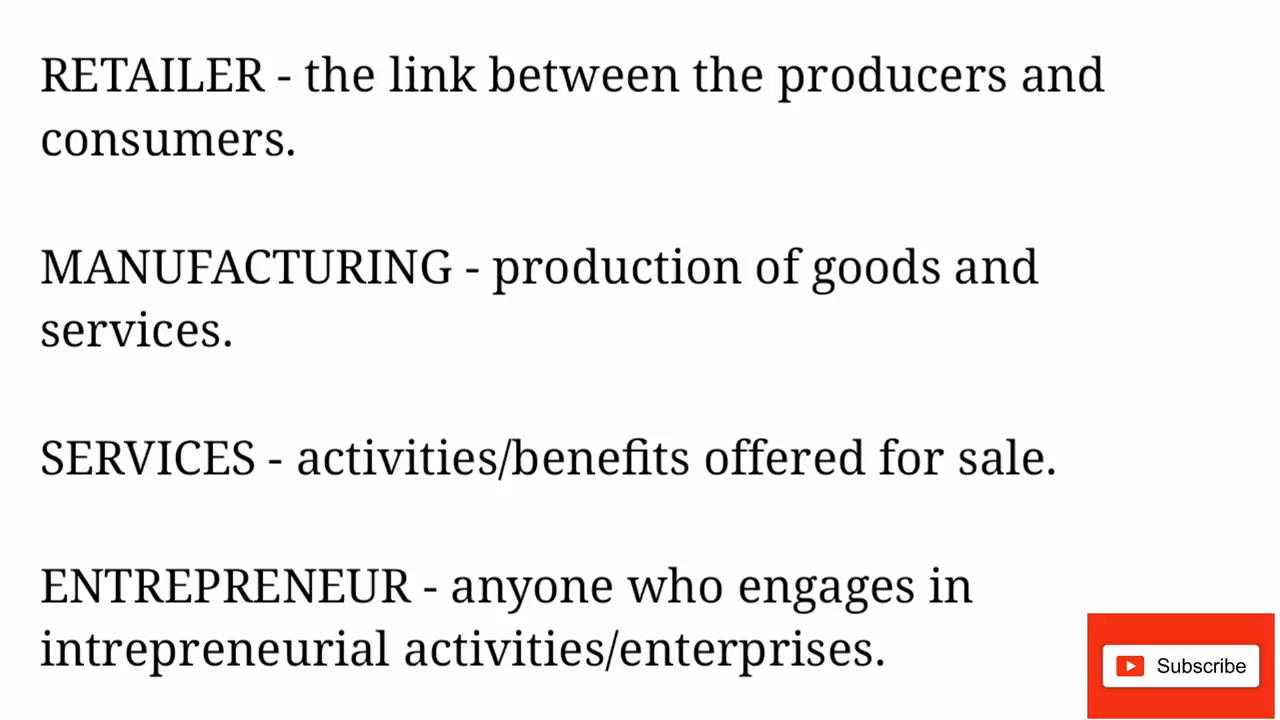 RETAILER - the link between the producers and
consumers.
MANUFACTURING - production of goods and
services.
SERVICES - activities/benefits offered for sale.
ENTREPRENEUR - anyone who engages in
intrepreneurial activities/enterprises.
Subscribe